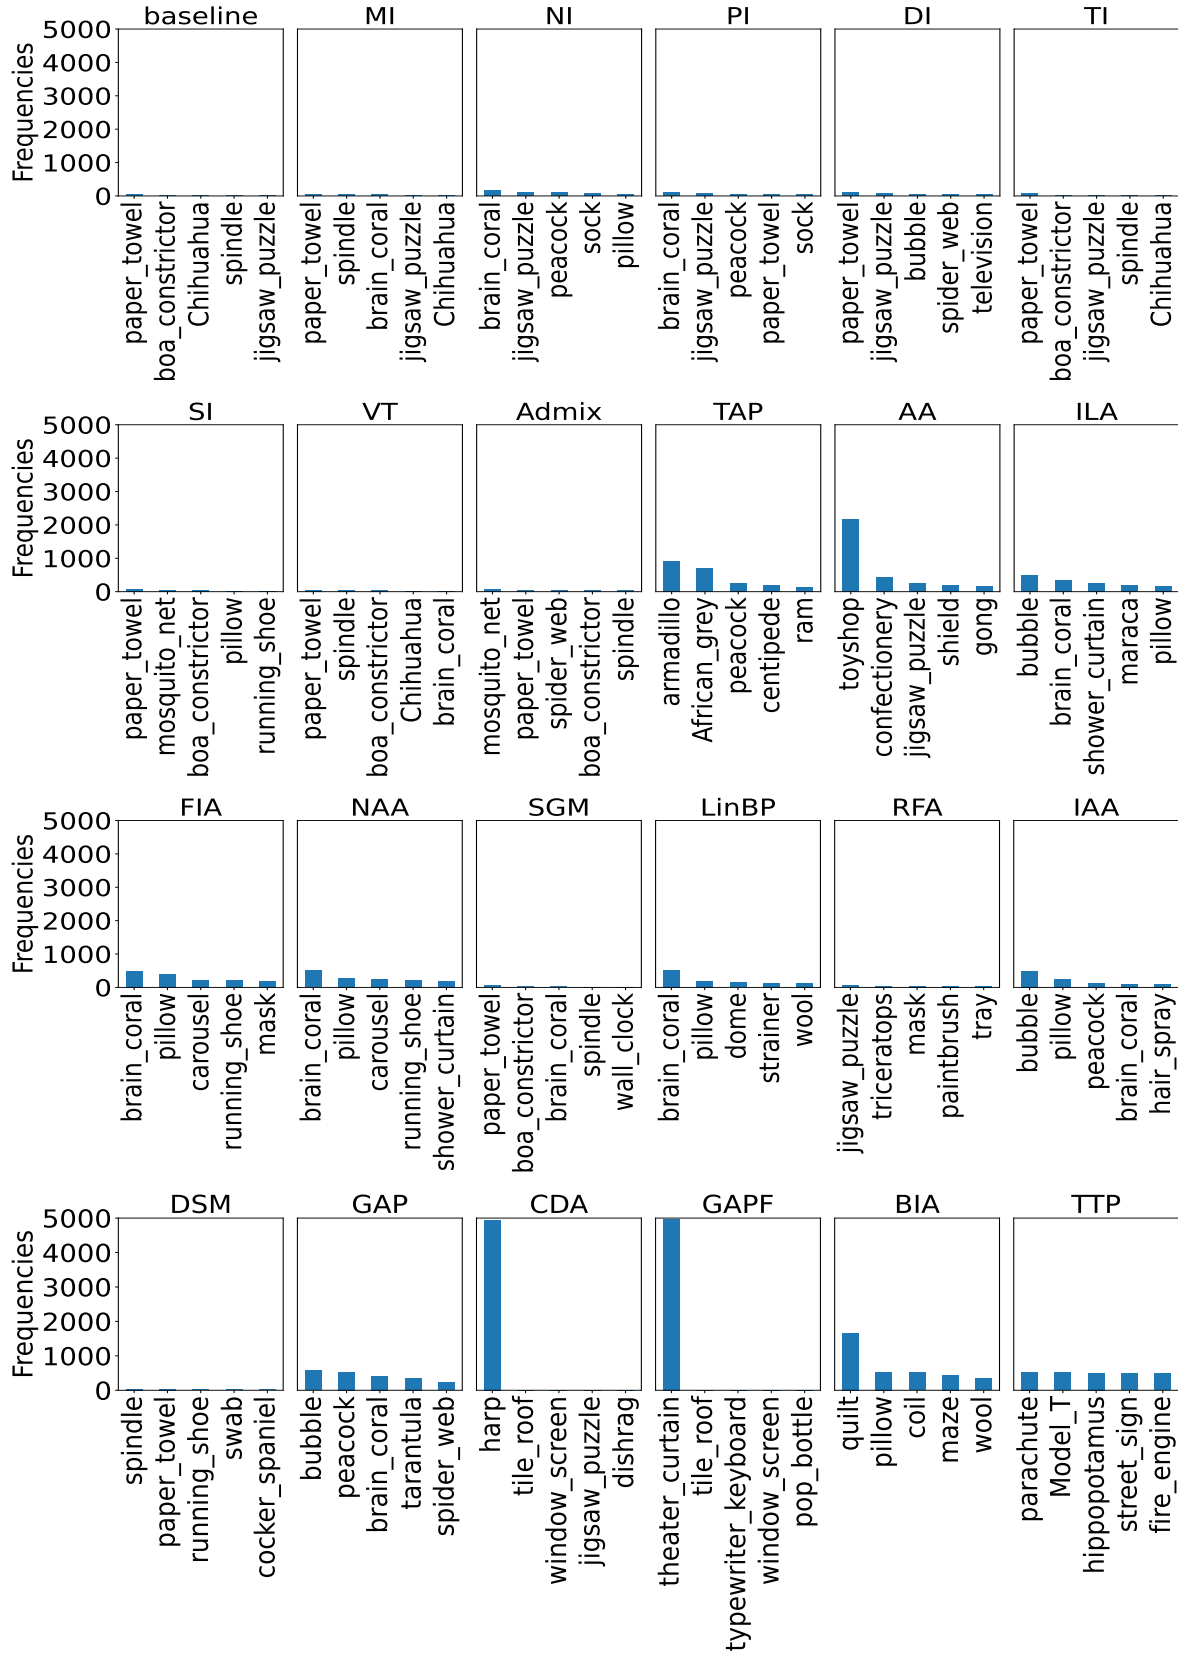 baseline MI NI PI DI TI
Frequencies
5000
4000
3000
2000
1000
0
paper_towel
boa_constrictor
Chihuahua
spindle
jigsaw_puzzle
paper_towel
spindle
brain_coral
jigsaw_puzzle
Chihuahua
brain_coral
jigsaw_puzzle
peacock
sock
pillow
brain_coral
jigsaw_puzzle
peacock
paper_towel
sock
paper_towel
jigsaw_puzzle
bubble
spider_web
television
paper_towel
boa_constrictor
jigsaw_puzzle
spindle
Chihuahua
SI VT Admix TAP AA ILA
Frequencies
5000
4000
3000
2000
1000
0
paper_towel
mosquito_net
boa_constrictor
pillow
running_shoe
paper_towel
spindle
boa_constrictor
Chihuahua
brain_coral
mosquito_net
paper_towel
spider_web
boa_constrictor
spindle
armadillo
African_grey
peacock
centipede
ram
toyshop
confectionery
jigsaw_puzzle
shield
gong
bubble
brain_coral
shower_curtain
maraca
pillow
FIA NAA SGM LinBP RFA IAA
Frequencies
5000
4000
3000
2000
1000
0
brain_coral
pillow
carousel
running_shoe
mask
brain_coral
pillow
carousel
running_shoe
shower_curtain
paper_towel
boa_constrictor
brain_coral
spindle
wall_clock
brain_coral
pillow
dome
strainer
wool
jigsaw_puzzle
triceratops
mask
paintbrush
tray
bubble
pillow
peacock
brain_coral
hair_spray
DSM GAP CDA GAPF BIA TTP
Frequencies
5000
4000
3000
2000
1000
0
spindle
paper_towel
running_shoe
swab
cocker_spaniel
bubble
peacock
brain_coral
tarantula
spider_web
harp
tile_roof
window_screen
jigsaw_puzzle
dishrag
theater_curtain
tile_roof
typewriter_keyboard
window_screen
pop_bottle
quilt
pillow
coil
maze
wool
parachute
Model_T
hippopotamus
street_sign
fire_engine